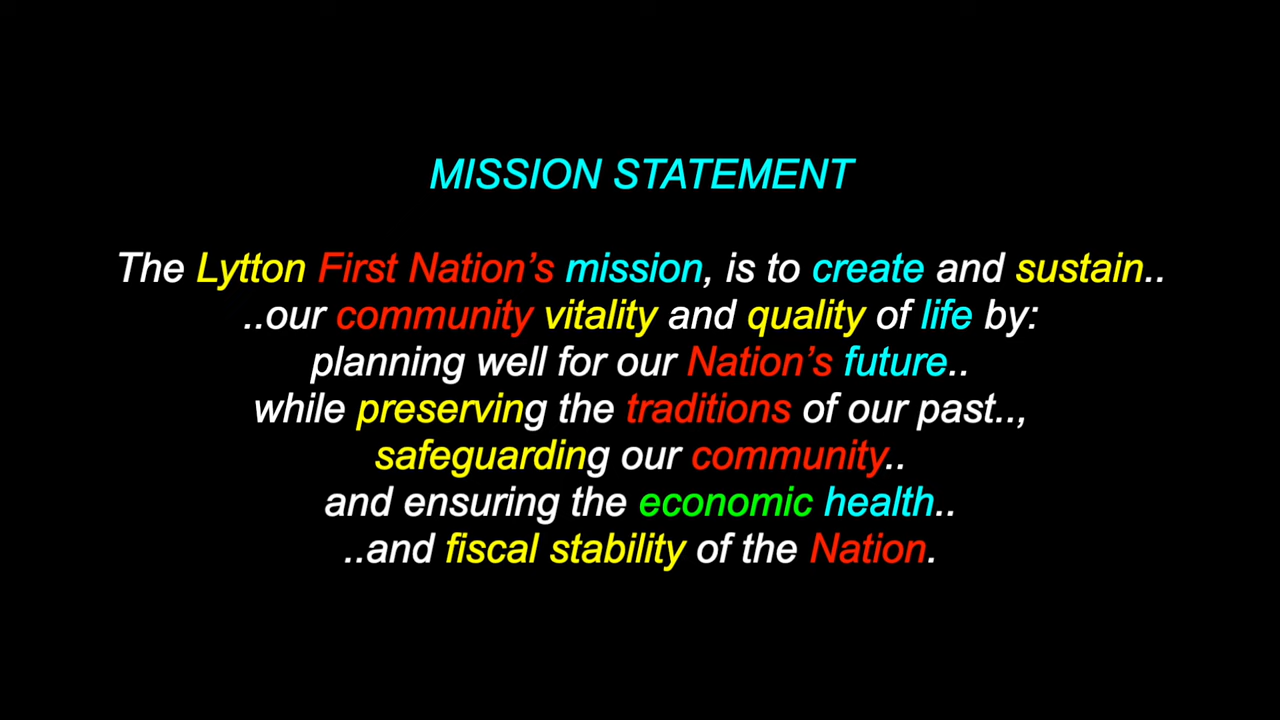 MISSION STATEMENT
The Lytton First Nation’s mission, is to create and sustain..
..our community vitality and quality of life by:
planning well for our Nation’s future..
while preserving the traditions of our past..,
safeguarding our community..
and ensuring the economic health..
..and fiscal stability of the Nation.